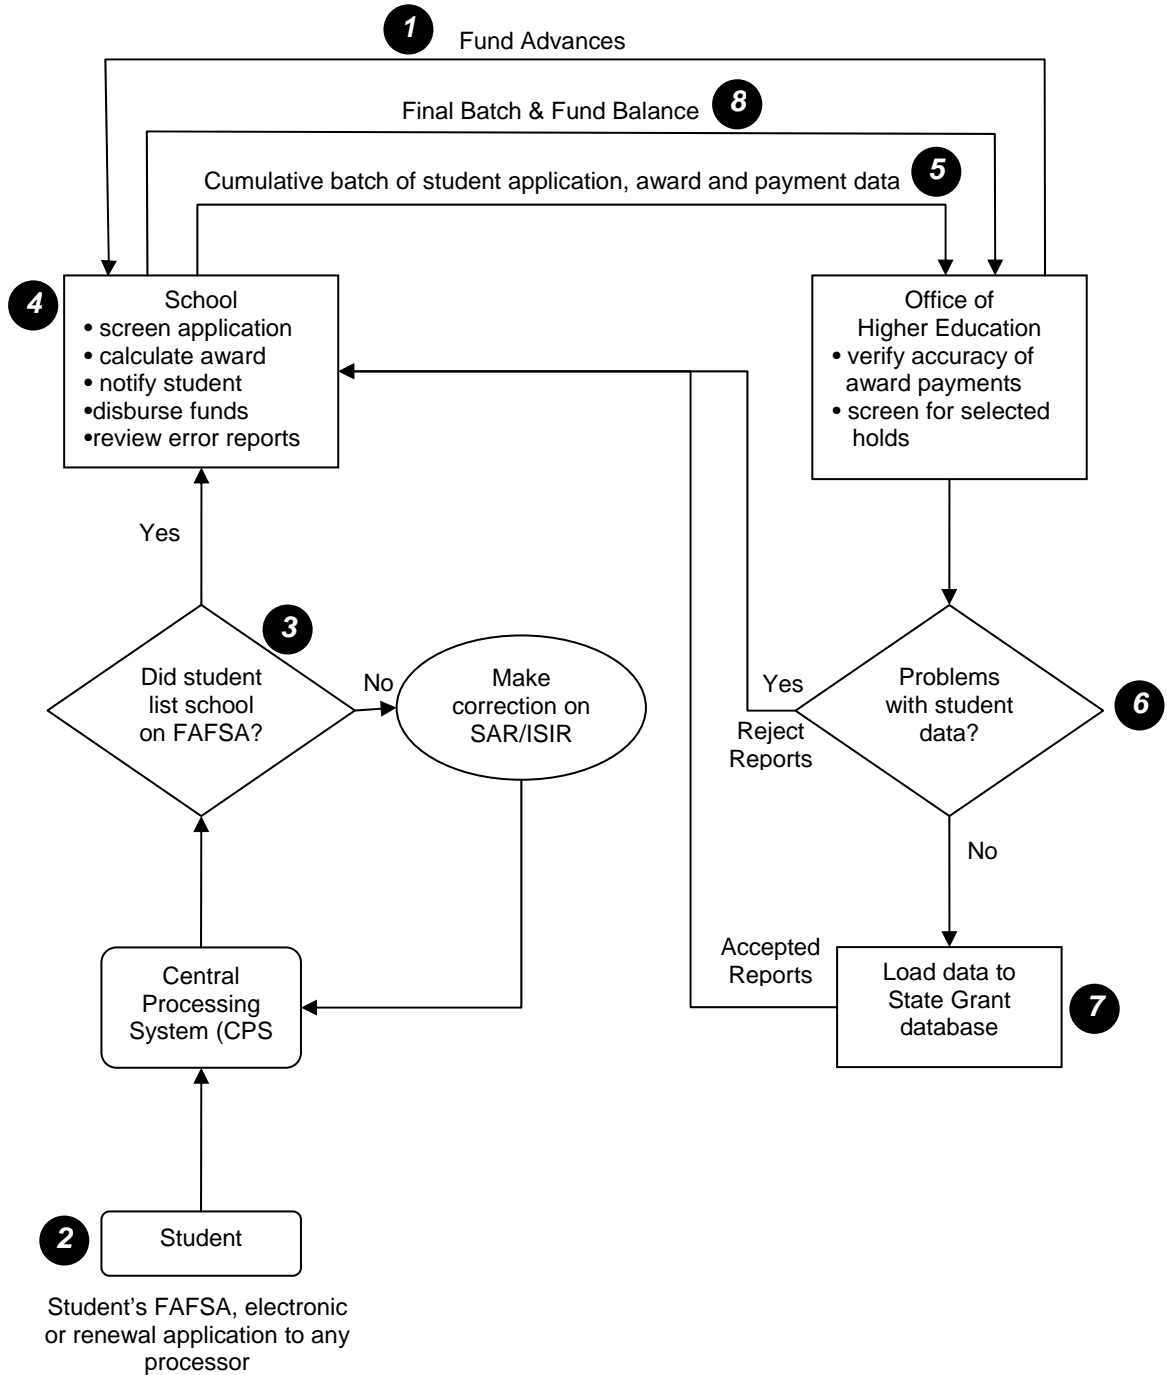 1
Fund Advances
Final Batch & Fund Balance
8
Cumulative batch of student application, award and payment data
5
4
School
• screen application
• calculate award
• notify student
•disburse funds
•review error reports
Office of
Higher Education
• verify accuracy of
award payments
• screen for selected
holds
Yes
3
Did student
list school
on FAFSA?
No
Make
correction on
SAR/ISIR
Yes
Reject
Reports
Problems
with student
data?
6
No
Accepted
Reports
Load data to
State Grant
database
7
Central
Processing
System (CPS
2
Student
Student's FAFSA, electronic
or renewal application to any
processor